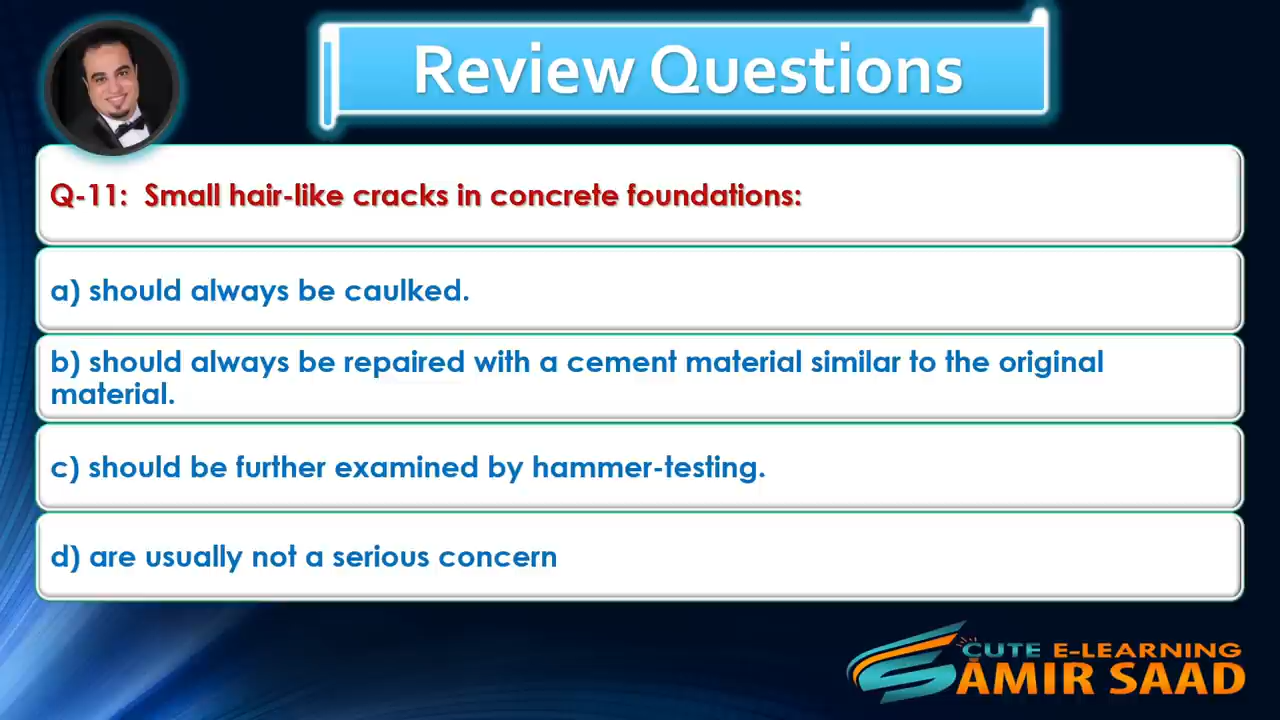 Review Questions
Q-11: Small hair-like cracks in concrete foundations:
a) should always be caulked.
b) should always be repaired with a cement material similar to the original
material.
c) should be further examined by hammer-testing.
d) are usually not a serious concern
CUTE E-LEARNING
AMIR SAAD